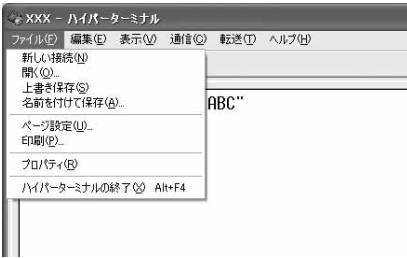 XXX - ハイパーターミナル
ファイル(F) 編集(E) 表示(V) 通信(C) 転送(T) ヘルプ(H)
新しい接続(N)
開く(O)...
上書き保存(S)
名前を付けて保存(A)...
ABC"
ページ設定(U)...
印刷(P)...
プロパティ(R)
ハイパーターミナルの終了(X) Alt+F4